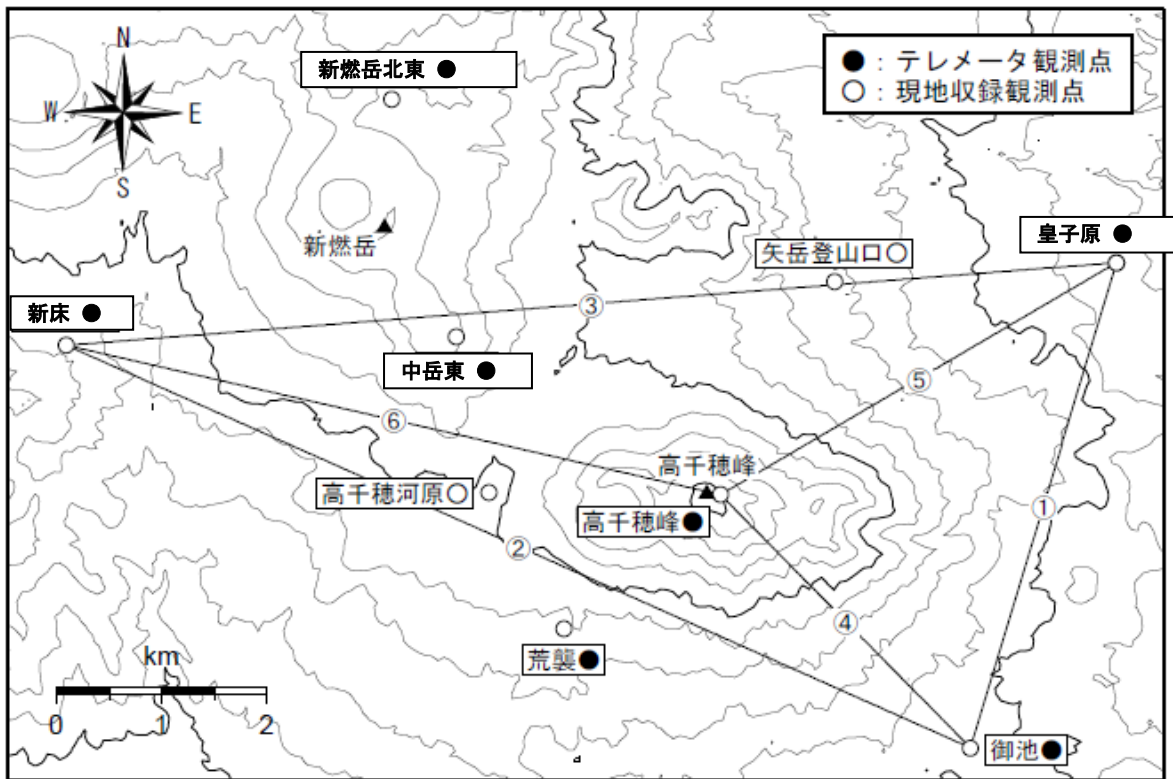 N
W
E
S
新燃岳北東 ●
● : テレメータ観測点
○ : 現地収録観測点
新燃岳
矢岳登山口○
皇子原 ●
新床 ●
③
中岳東 ●
⑤
⑥
高千穂峰
高千穂河原○
高千穂峰●
①
②
④
荒襲●
km
0 1 2
御池●